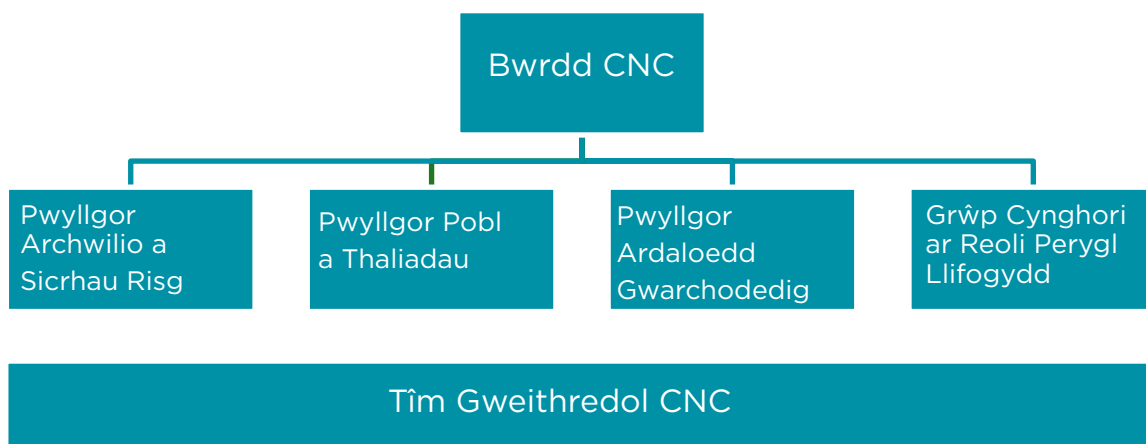 Bwrdd CNC
Pwyllgor
Archwilio a
Sicrhau Risg
Pwyllgor Pobl
a Thaliadau
Pwyllgor
Ardaloedd
Gwarchodedig
Grŵp Cynghori
ar Reoli Perygl
Llifogydd
Tîm Gweithredol CNC